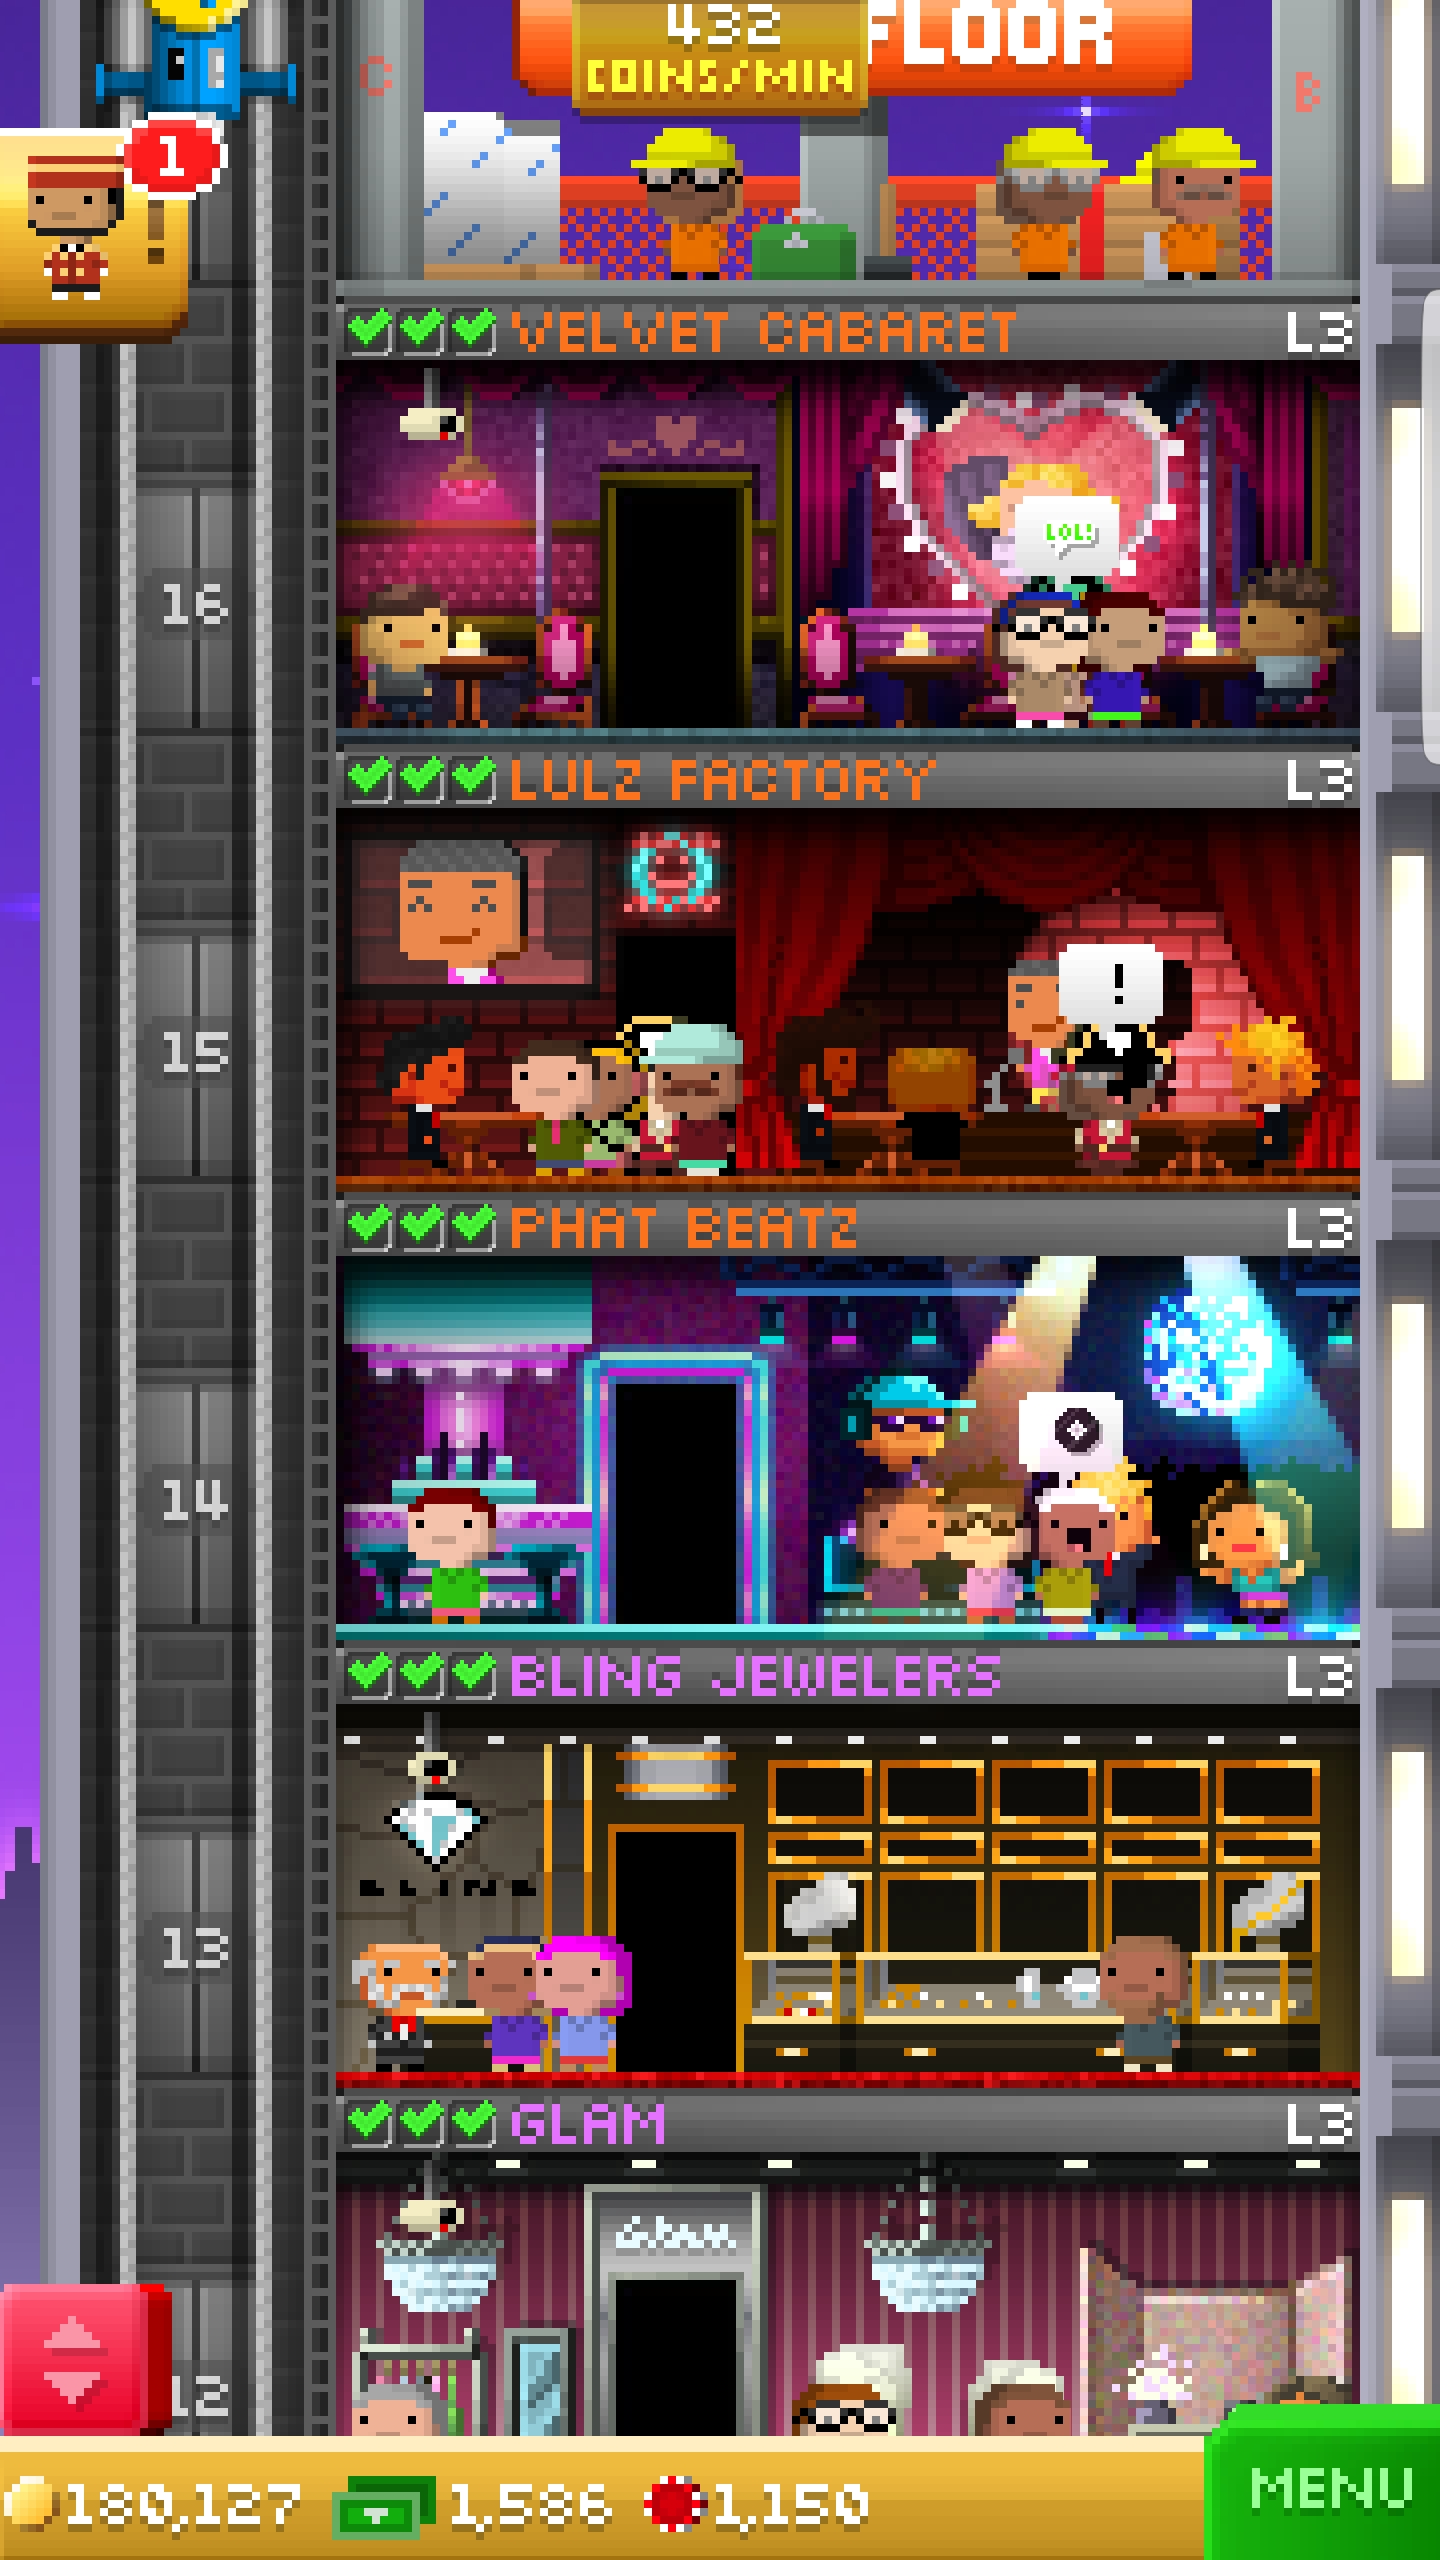 432
COINS/MIN
FLOOR
C
B
1
VELVET CABARET
L3
LOL!
16
LULZ FACTORY
L3
!
15
PHAT BEATZ
L3
14
BLING JEWELERS
L3
BLING
13
GLAM
L3
Glam
12
180,127
1,586
1,150
MENU